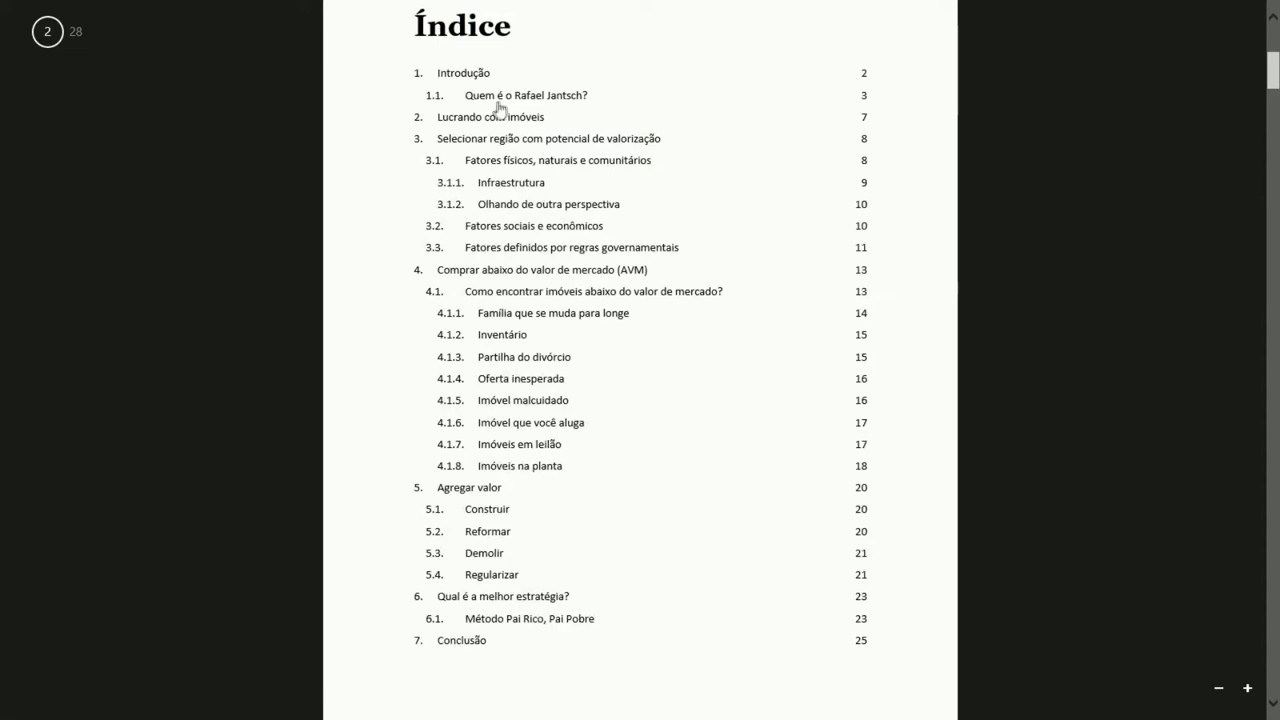 2 28
Índice
1. Introdução 2
1.1. Quem é o Rafael Jantsch? 3
2. Lucrando com imóveis 7
3. Selecionar região com potencial de valorização 8
3.1. Fatores físicos, naturais e comunitários 8
3.1.1. Infraestrutura 9
3.1.2. Olhando de outra perspectiva 10
3.2. Fatores sociais e econômicos 10
3.3. Fatores definidos por regras governamentais 11
4. Comprar abaixo do valor de mercado (AVM) 13
4.1. Como encontrar imóveis abaixo do valor de mercado? 13
4.1.1. Família que se muda para longe 14
4.1.2. Inventário 15
4.1.3. Partilha do divórcio 15
4.1.4. Oferta inesperada 16
4.1.5. Imóvel malcuidado 16
4.1.6. Imóvel que você aluga 17
4.1.7. Imóveis em leilão 17
4.1.8. Imóveis na planta 18
5. Agregar valor 20
5.1. Construir 20
5.2. Reformar 20
5.3. Demolir 21
5.4. Regularizar 21
6. Qual é a melhor estratégia? 23
6.1. Método Pai Rico, Pai Pobre 23
7. Conclusão 25